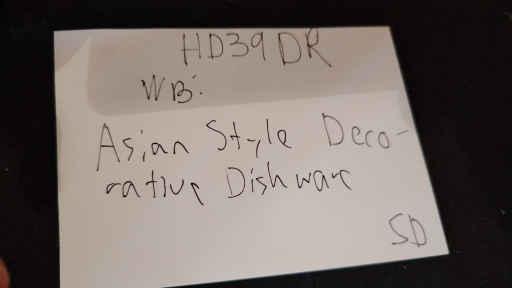 HD39DR
WB:
Asian Style Deco-
rative Dishware
SD